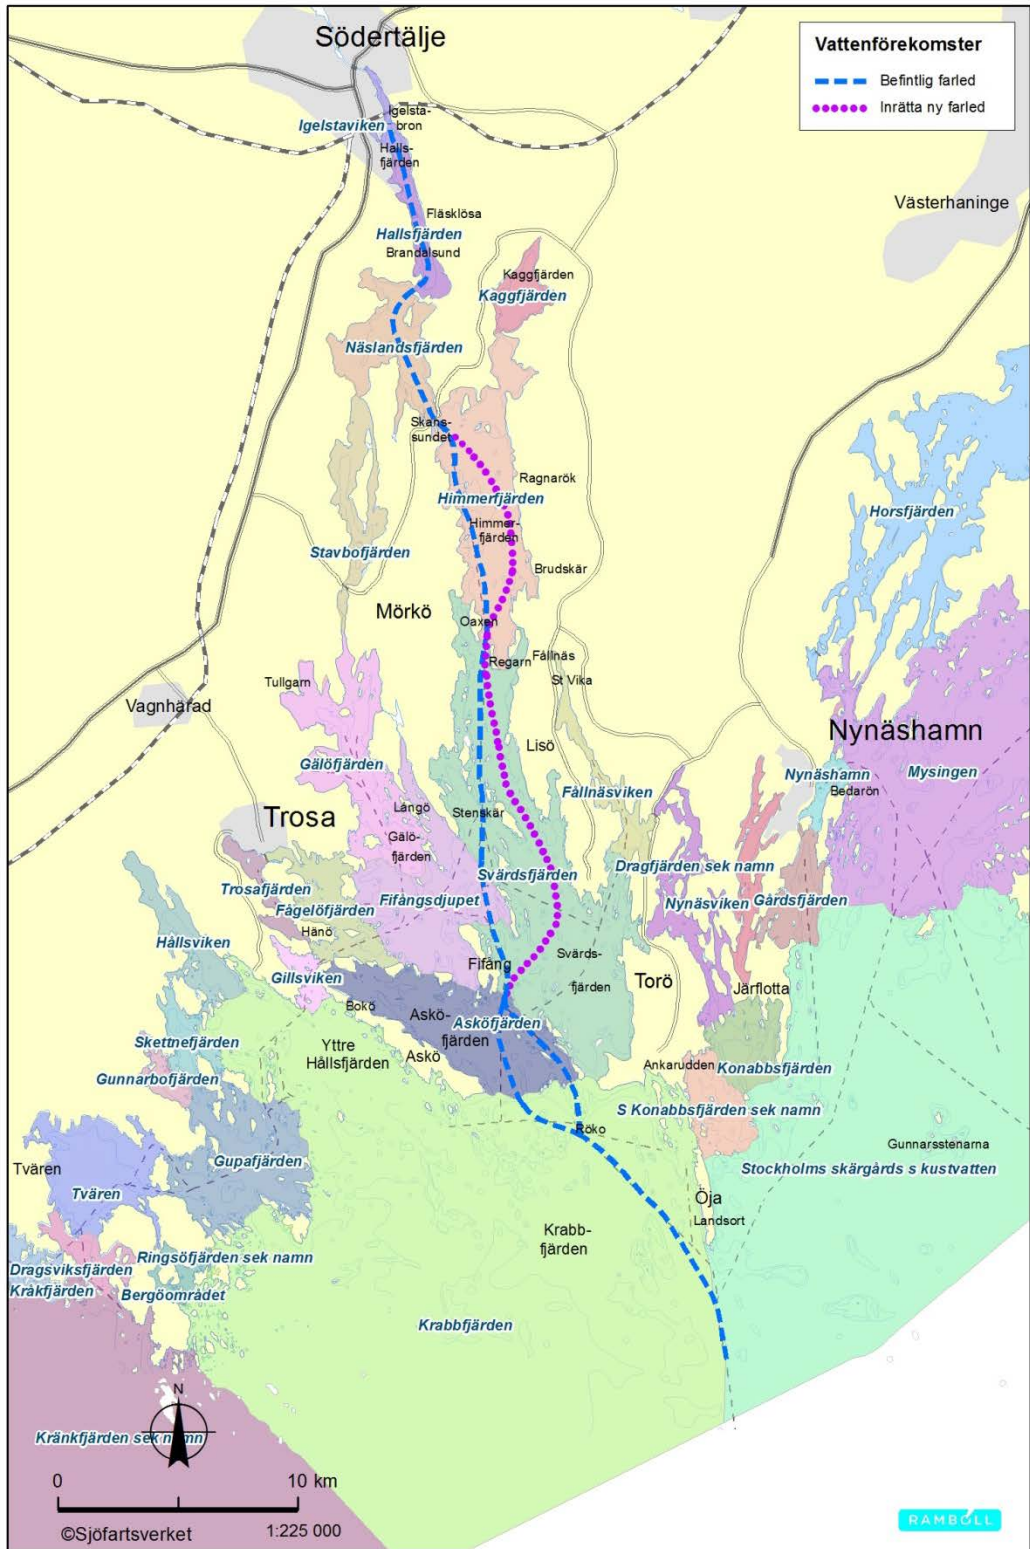 Södertälje
Vattenförekomster
Befintlig farled
Inrätta ny farled
Igelsta-
bron
Igelstaviken
Halls-
fjärden
Västerhaninge
Fläsklösa
Hallsfjärden
Brandalsund
Kaggfjärden
Kaggfjärden
Näslandsfjärden
Skans-
sundet
Ragnarök
Himmerfjärden
Horsfjärden
Himmer-
fjärden
Stavbofjärden
Brudskär
Mörkö
Oaxen
Regarn
Fållnäs
St Vika
Tullgarn
Vagnhärad
Nynäshamn
Lisö
Gälöfjärden
Nynäshamn
Mysingen
Bedarön
Fållnäsviken
Långö
Stenskär
Trosa
Gälö-
fjärden
Dragfjärden sek namn
Svärdsfjärden
Trosafjärden
Fifångsdjupet
Nynäsviken
Gårdsfjärden
Fågelöfjärden
Hånö
Hållsviken
Svärds-
fjärden
Fifång
Gillsviken
Torö
Järflotta
Bokö
Askö-
fjärden
Asköfjärden
Skettnefjärden
Yttre
Hållsfjärden
Askö
Ankarudden
Konabbsfjärden
Gunnarbofjärden
S Konabbsfjärden sek namn
Röko
Gunnarsstenarna
Gupafjärden
Tvären
Stockholms skärgårds s kustvatten
Tvären
Öja
Landsort
Krabb-
fjärden
Ringsöfjärden sek namn
Dragsviksfjärden
Kråkfjärden
Bergöområdet
Krabbfjärden
N
Kränkfjärden sek namn
0
10 km
©Sjöfartsverket
1:225 000
RAMBOLL